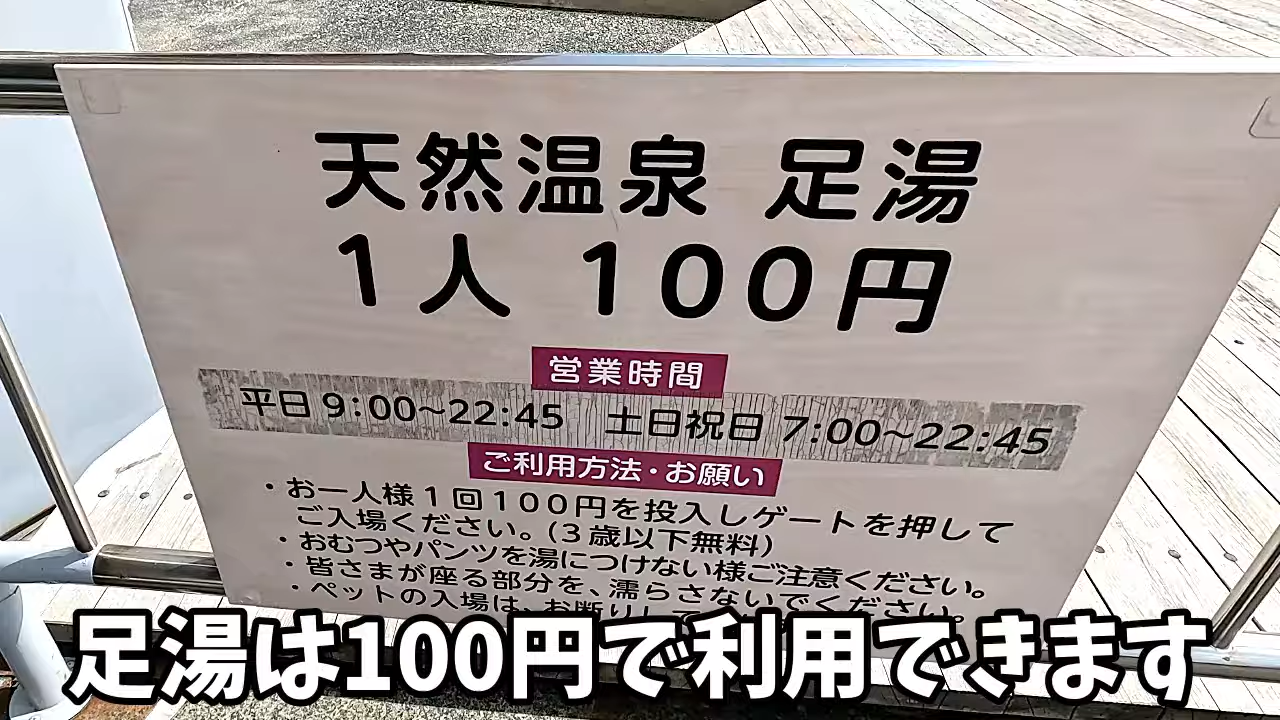 天然温泉 足湯
1人 100円
営業時間
平日 9:00~22:45 土日祝日 7:00~22:45
ご利用方法・お願い
・お一人様1回100円を投入しゲートを押して
ご入場ください。(3歳以下無料)
・おむつやパンツを湯につけない様ご注意ください。
・皆さまが座る部分を、濡らさないでください。
・ペットの入場は、お断りし
足湯は100円で利用できます